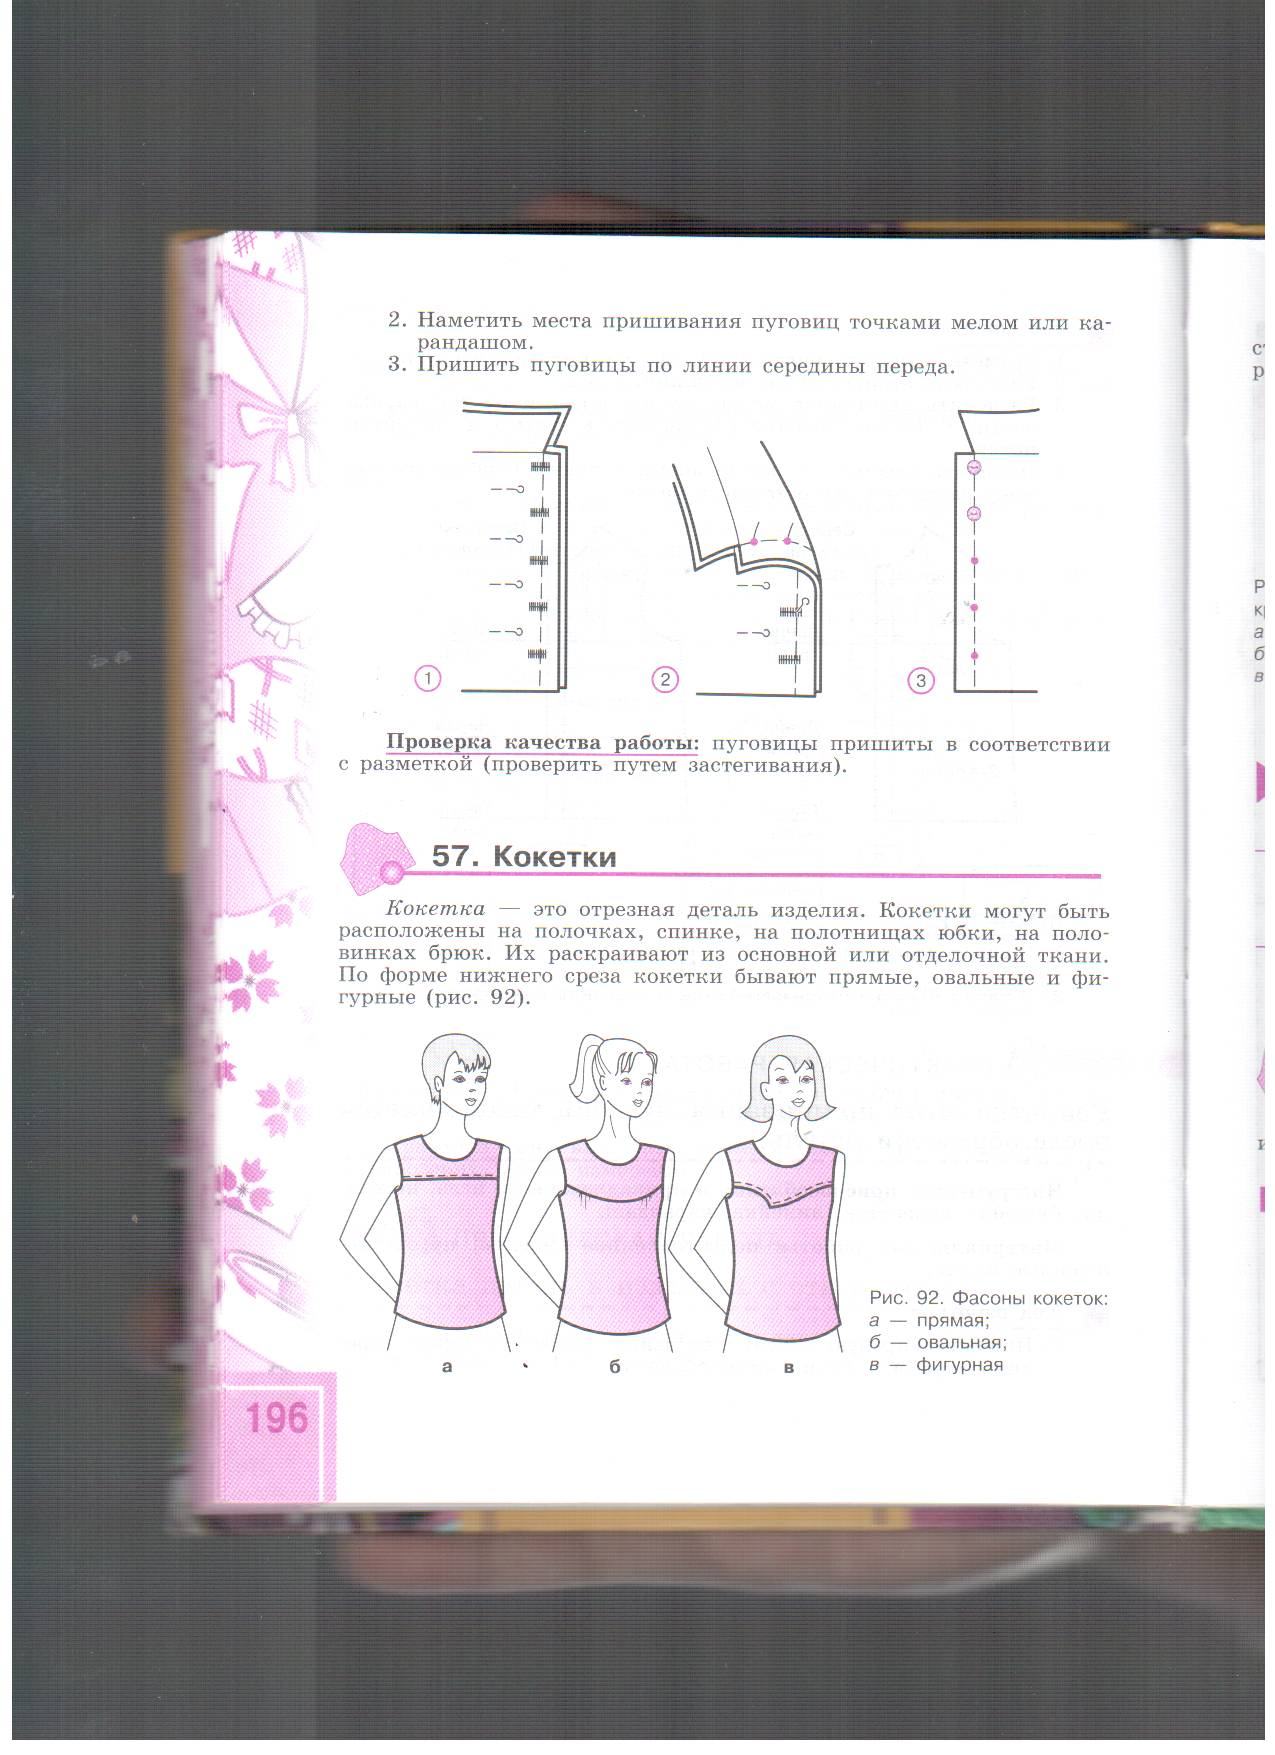 2. Наметить места пришивания пуговиц точками мелом или ка-
рандашом.
3. Пришить пуговицы по линии середины переда.
1
2
3
Проверка качества работы: пуговицы пришиты в соответствии
с разметкой (проверить путем застегивания).
57. Кокетки
Кокетка — это отрезная деталь изделия. Кокетки могут быть
расположены на полочках, спинке, на полотнищах юбки, на поло-
винках брюк. Их раскраивают из основной или отделочной ткани.
По форме нижнего среза кокетки бывают прямые, овальные и фи-
гурные (рис. 92).
а
б
в
Рис. 92. Фасоны кокеток:
а — прямая;
б — овальная;
в — фигурная
196